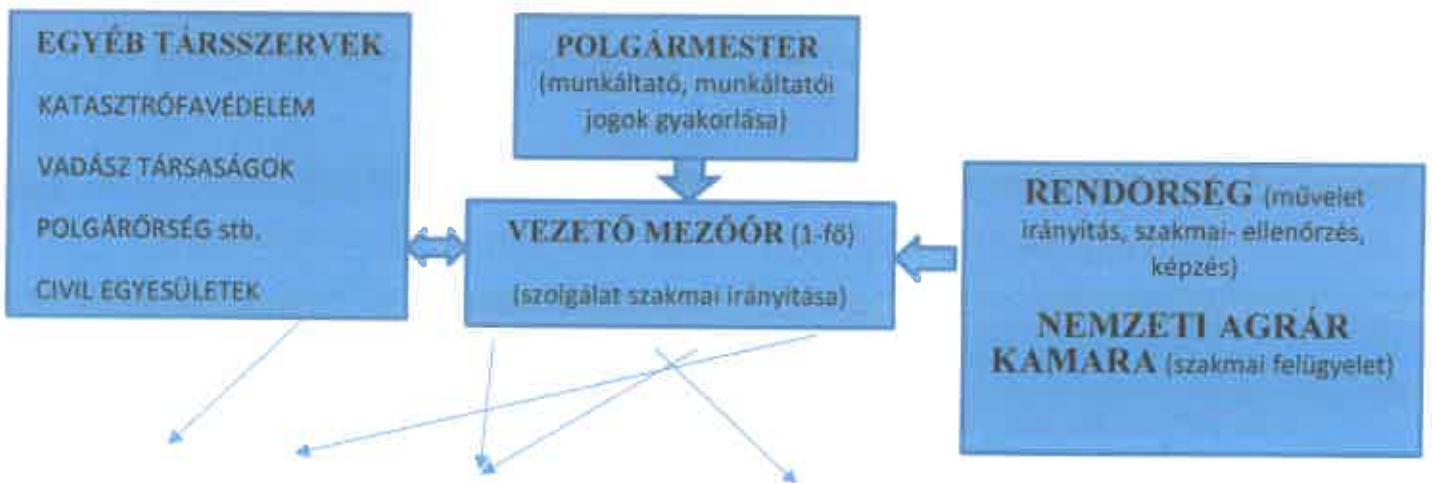 EGYÉB TÁRSSZERVEK
KATASZTRÓFAVÉDELEM
VADÁSZ TÁRSASÁGOK
POLGÁRŐRSÉG stb.
CIVIL EGYESÜLETEK
POLGÁRMESTER
(munkáltató, munkáltatói
jogok gyakorlása)
VEZETŐ MEZŐŐR (1-fő)
(szolgálat szakmai irányítása)
RENDŐRSÉG (művelet
irányítás, szakmai- ellenőrzés,
képzés)
NEMZETI AGRÁR
KAMARA (szakmai felügyelet)